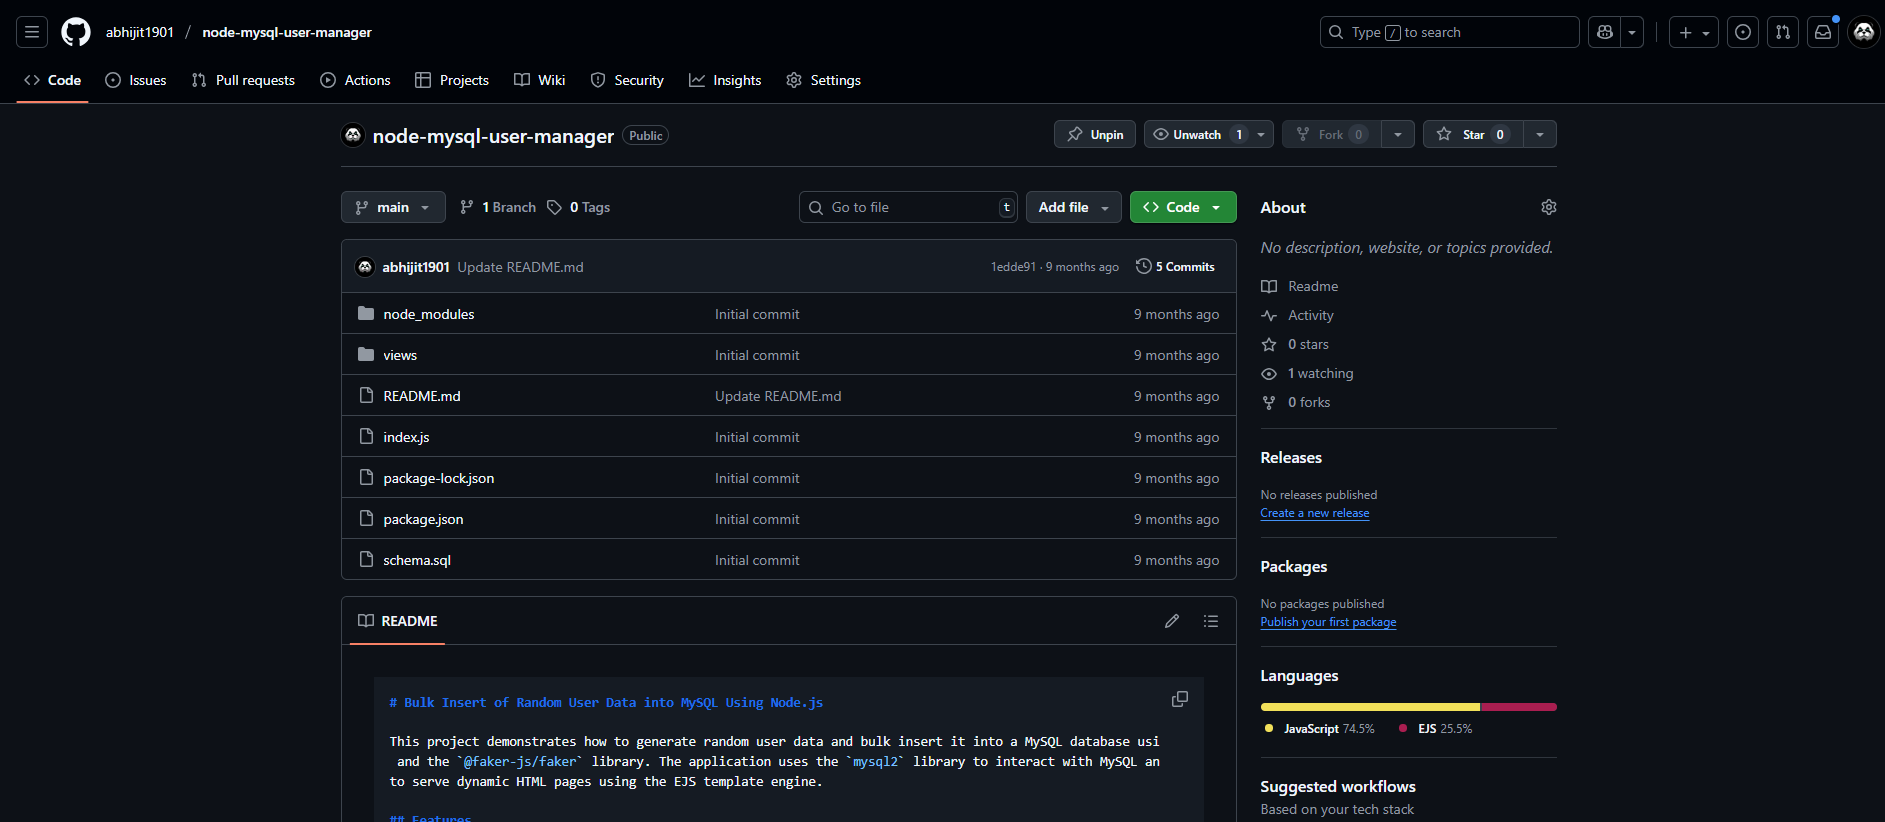 abhijit1901 / node-mysql-user-manager
Type / to search
Code
Issues
Pull requests
Actions
Projects
Wiki
Security
Insights
Settings
node-mysql-user-manager Public
Unpin
Unwatch 1
Fork 0
Star 0
main
1 Branch
0 Tags
Go to file t
Add file
Code
abhijit1901 Update README.md 1edde91 · 9 months ago 5 Commits
node_modules Initial commit 9 months ago
views Initial commit 9 months ago
README.md Update README.md 9 months ago
index.js Initial commit 9 months ago
package-lock.json Initial commit 9 months ago
package.json Initial commit 9 months ago
schema.sql Initial commit 9 months ago
README
# Bulk Insert of Random User Data into MySQL Using Node.js
This project demonstrates how to generate random user data and bulk insert it into a MySQL database usi
and the `@faker-js/faker` library. The application uses the `mysql2` library to interact with MySQL an
to serve dynamic HTML pages using the EJS template engine.
## Features
About
No description, website, or topics provided.
Readme
Activity
0 stars
1 watching
0 forks
Releases
No releases published
Create a new release
Packages
No packages published
Publish your first package
Languages
JavaScript 74.5%
EJS 25.5%
Suggested workflows
Based on your tech stack